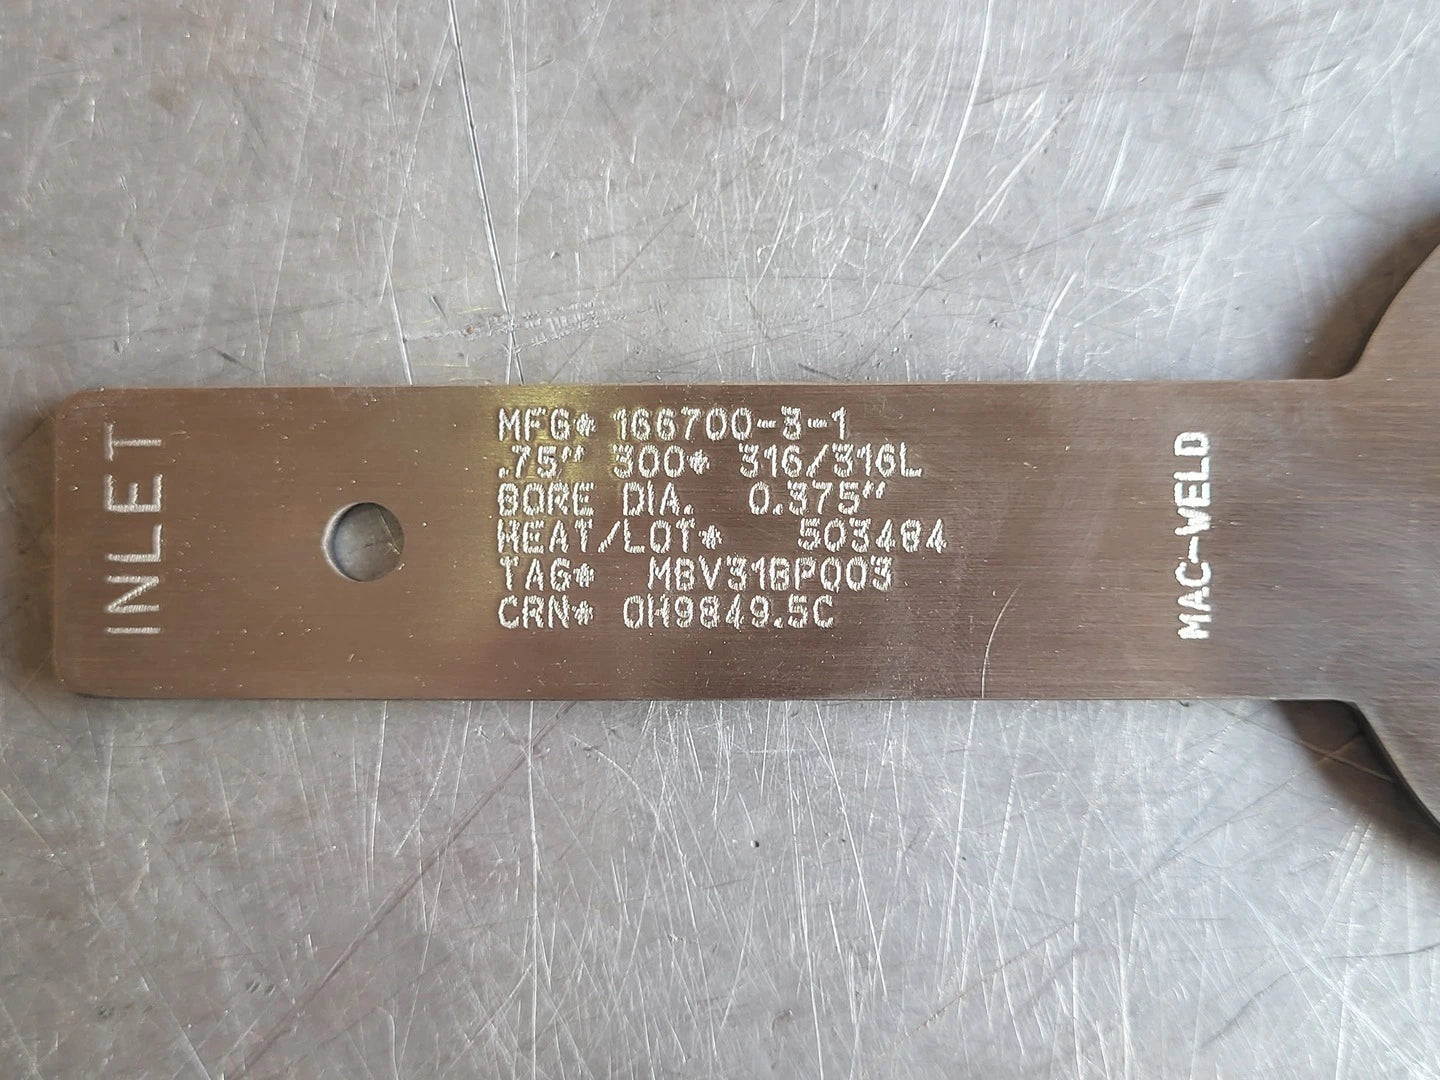 INLET
MFG# 166700-3-1
.75" 300# 316/316L
BORE DIA. 0.375"
HEAT/LOT# 503484
TAG# MBV31BP003
CRN# 0H9849.5C
MAC-WELD